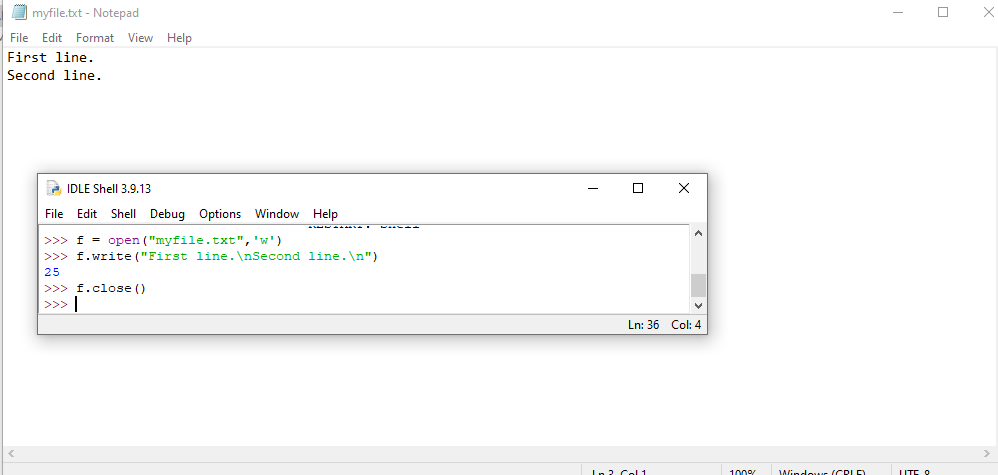 myfile.txt - Notepad
File Edit Format View Help
First line.
Second line.
IDLE Shell 3.9.13
File Edit Shell Debug Options Window Help
RESTART: Shell
>>> f = open("myfile.txt",'w')
>>> f.write("First line.\nSecond line.\n")
25
>>> f.close()
>>>
Ln: 36 Col: 4
Ln 3, Col 1 100% Windows (CRLF) UTF-8